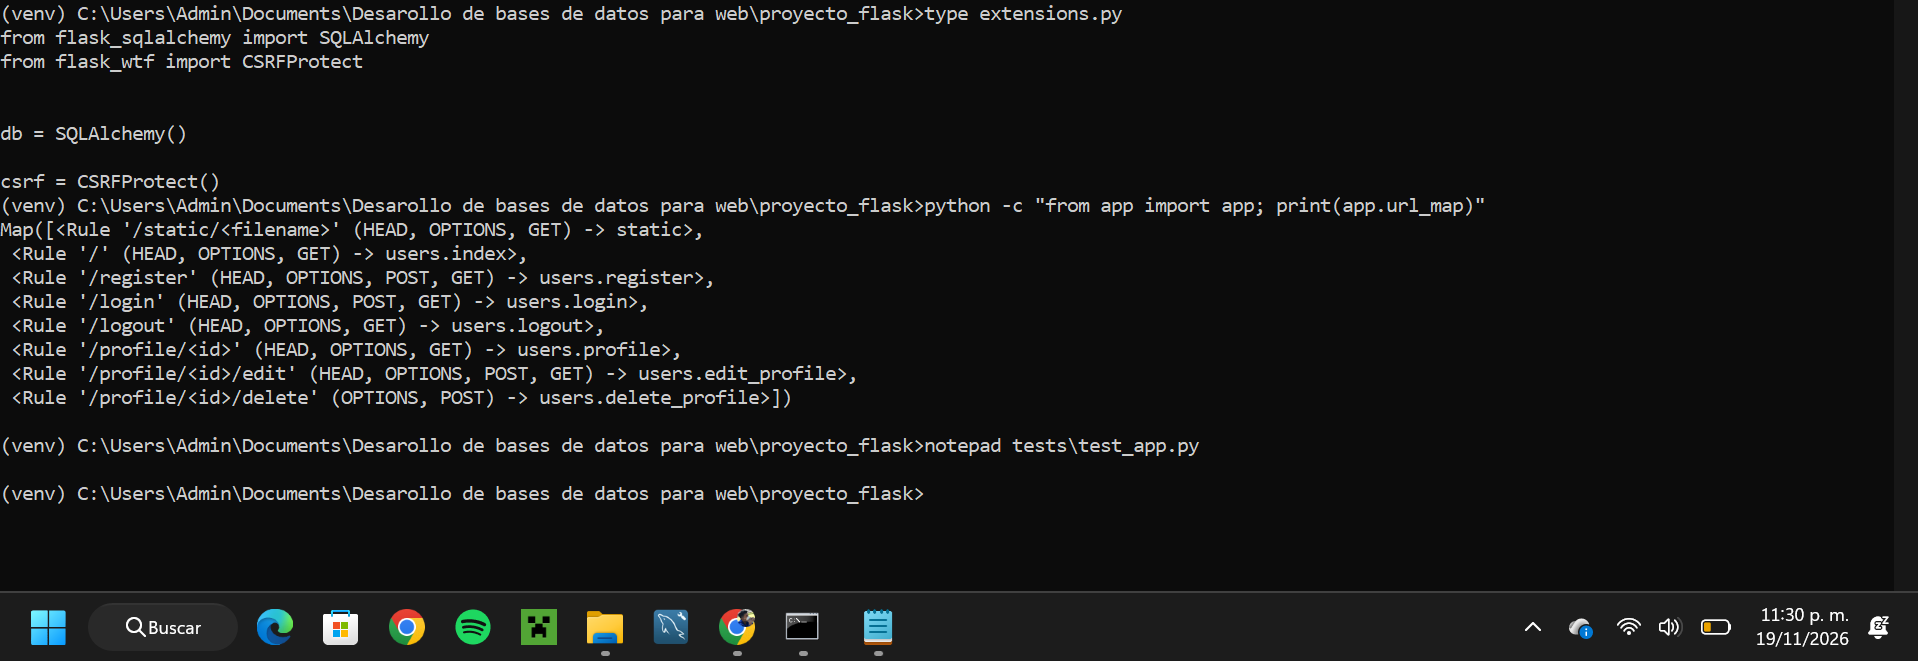 (venv) C:\Users\Admin\Documents\Desarollo de bases de datos para web\proyecto_flask>type extensions.py
from flask_sqlalchemy import SQLAlchemy
from flask_wtf import CSRFProtect
db = SQLAlchemy()
csrf = CSRFProtect()
(venv) C:\Users\Admin\Documents\Desarollo de bases de datos para web\proyecto_flask>python -c "from app import app; print(app.url_map)"
Map([<Rule '/static/<filename>' (HEAD, OPTIONS, GET) -> static>,
 <Rule '/' (HEAD, OPTIONS, GET) -> users.index>,
 <Rule '/register' (HEAD, OPTIONS, POST, GET) -> users.register>,
 <Rule '/login' (HEAD, OPTIONS, POST, GET) -> users.login>,
 <Rule '/logout' (HEAD, OPTIONS, GET) -> users.logout>,
 <Rule '/profile/<id>' (HEAD, OPTIONS, GET) -> users.profile>,
 <Rule '/profile/<id>/edit' (HEAD, OPTIONS, POST, GET) -> users.edit_profile>,
 <Rule '/profile/<id>/delete' (OPTIONS, POST) -> users.delete_profile>])
(venv) C:\Users\Admin\Documents\Desarollo de bases de datos para web\proyecto_flask>notepad tests\test_app.py
(venv) C:\Users\Admin\Documents\Desarollo de bases de datos para web\proyecto_flask>
Buscar
11:30 p. m.
19/11/2026